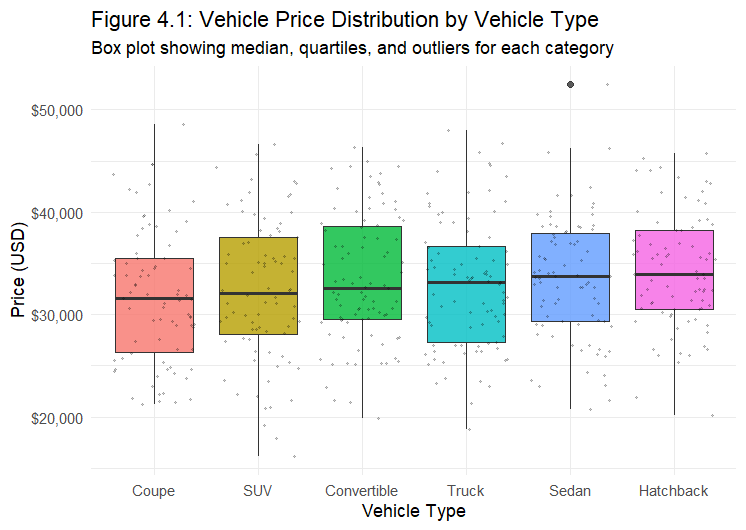 Figure 4.1: Vehicle Price Distribution by Vehicle Type
Box plot showing median, quartiles, and outliers for each category
Price (USD)
$50,000
$40,000
$30,000
$20,000
Coupe SUV Convertible Truck Sedan Hatchback
Vehicle Type